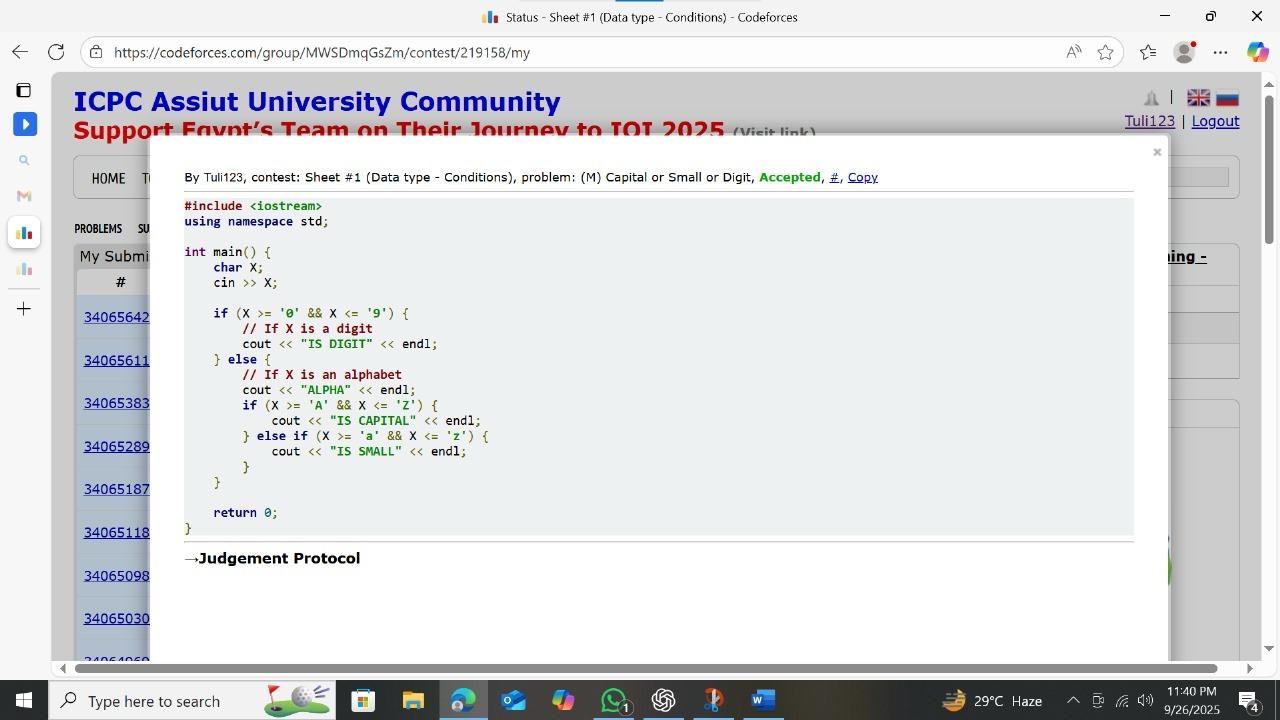 Status - Sheet #1 (Data type - Conditions) - Codeforces
https://codeforces.com/group/MWSDmqGsZm/contest/219158/my
ICPC Assiut University Community
Support Egypt's Team on Their Journey to IOI 2025 (Visit link)
Tuli123 | Logout
HOME
By Tuli123, contest: Sheet #1 (Data type - Conditions), problem: (M) Capital or Small or Digit, Accepted, #, Copy
#include <iostream>
using namespace std;
int main() {
char X;
cin >> X;
if (X >= '0' && X <= '9') {
// If X is a digit
cout << "IS DIGIT" << endl;
} else {
// If X is an alphabet
cout << "ALPHA" << endl;
if (X >= 'A' && X <= 'Z') {
cout << "IS CAPITAL" << endl;
} else if (X >= 'a' && X <= 'z') {
cout << "IS SMALL" << endl;
}
}
return 0;
}
→Judgement Protocol
PROBLEMS SU
My Submi
#
34065642
34065611
34065383
34065289
34065187
34065118
34065098
34065030
ing -
Type here to search
1
29°C Haze
11:40 PM
9/26/2025
4